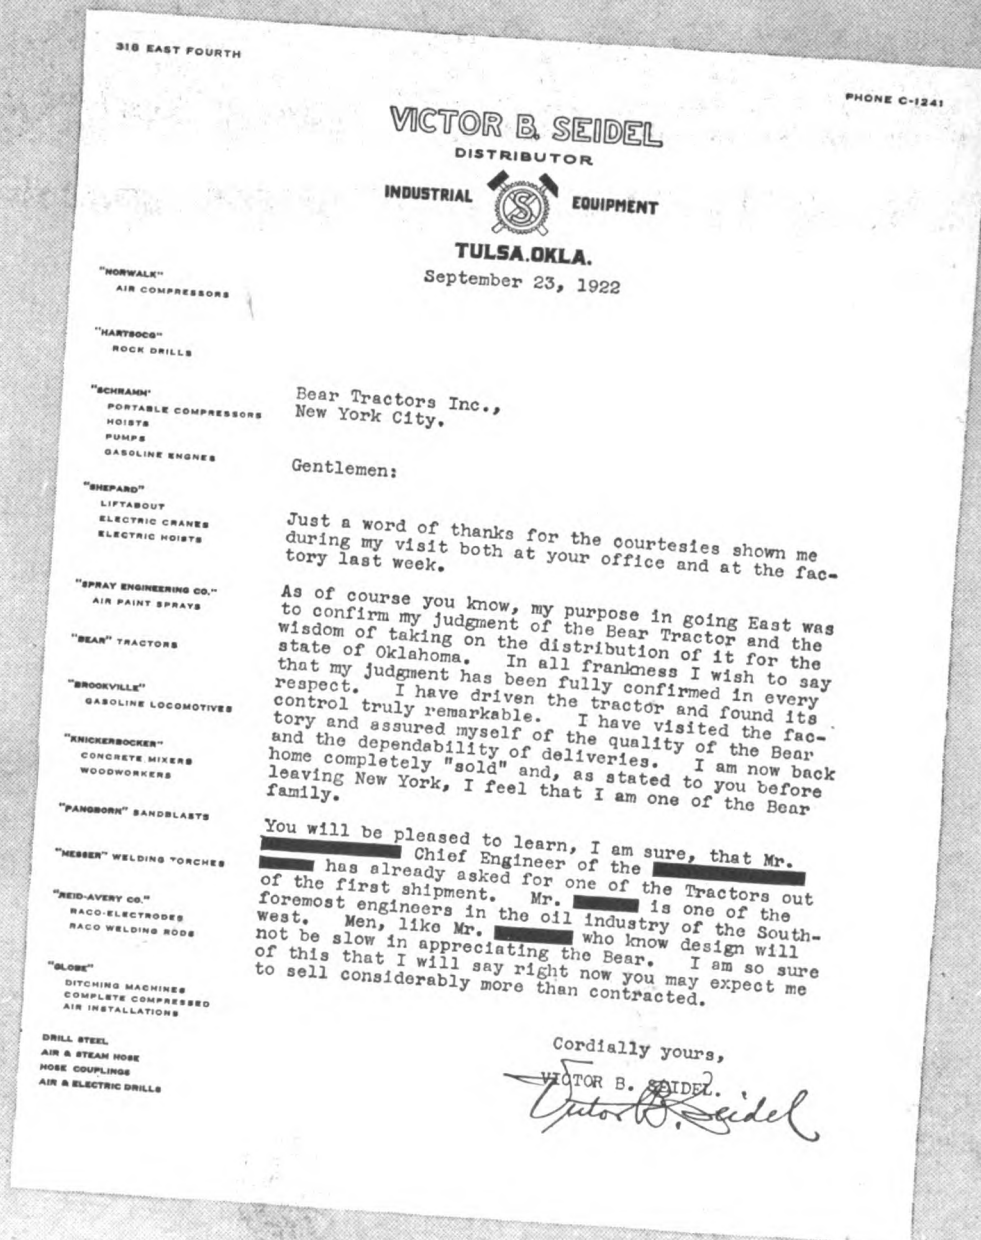 318 EAST FOURTH
PHONE C-1241
VICTOR B. SEIDEL
DISTRIBUTOR
INDUSTRIAL S EQUIPMENT
TULSA.OKLA.
September 23, 1922
"NORWALK"
AIR COMPRESSORS
"HARTSOCG"
ROCK DRILLS
"SCHRAMM"
PORTABLE COMPRESSORS
HOISTS
PUMPS
GASOLINE ENGNES
"SHEPARD"
LIFTABOUT
ELECTRIC CRANES
ELECTRIC HOISTS
"SPRAY ENGINEERING CO."
AIR PAINT SPRAYS
"BEAR" TRACTORS
"BROOKVILLE"
GASOLINE LOCOMOTIVES
"KNICKERBOCKER"
CONCRETE MIXERS
WOODWORKERS
"PANGBORN" SANDBLASTS
"MESSER" WELDING TORCHES
"REID-AVERY CO."
RACO-ELECTRODES
RACO WELDING RODS
"GLOBE"
DITCHING MACHINES
COMPLETE COMPRESSED
AIR INSTALLATIONS
DRILL STEEL
AIR & STEAM HOSE
HOSE COUPLINGS
AIR & ELECTRIC DRILLS
Bear Tractors Inc.,
New York City.
Gentlemen:
Just a word of thanks for the courtesies shown me
during my visit both at your office and at the fac-
tory last week.
As of course you know, my purpose in going East was
to confirm my judgment of the Bear Tractor and the
wisdom of taking on the distribution of it for the
state of Oklahoma. In all frankness I wish to say
that my judgment has been fully confirmed in every
respect. I have driven the tractor and found its
control truly remarkable. I have visited the fac-
tory and assured myself of the quality of the Bear
and the dependability of deliveries. I am now back
home completely "sold" and, as stated to you before
leaving New York, I feel that I am one of the Bear
family.
You will be pleased to learn, I am sure, that Mr.
Chief Engineer of the
has already asked for one of the Tractors out
of the first shipment. Mr. is one of the
foremost engineers in the oil industry of the South-
west. Men, like Mr. who know design will
not be slow in appreciating the Bear. I am so sure
of this that I will say right now you may expect me
to sell considerably more than contracted.
Cordially yours,
VICTOR B. SEIDEL.
Victor B. Seidel